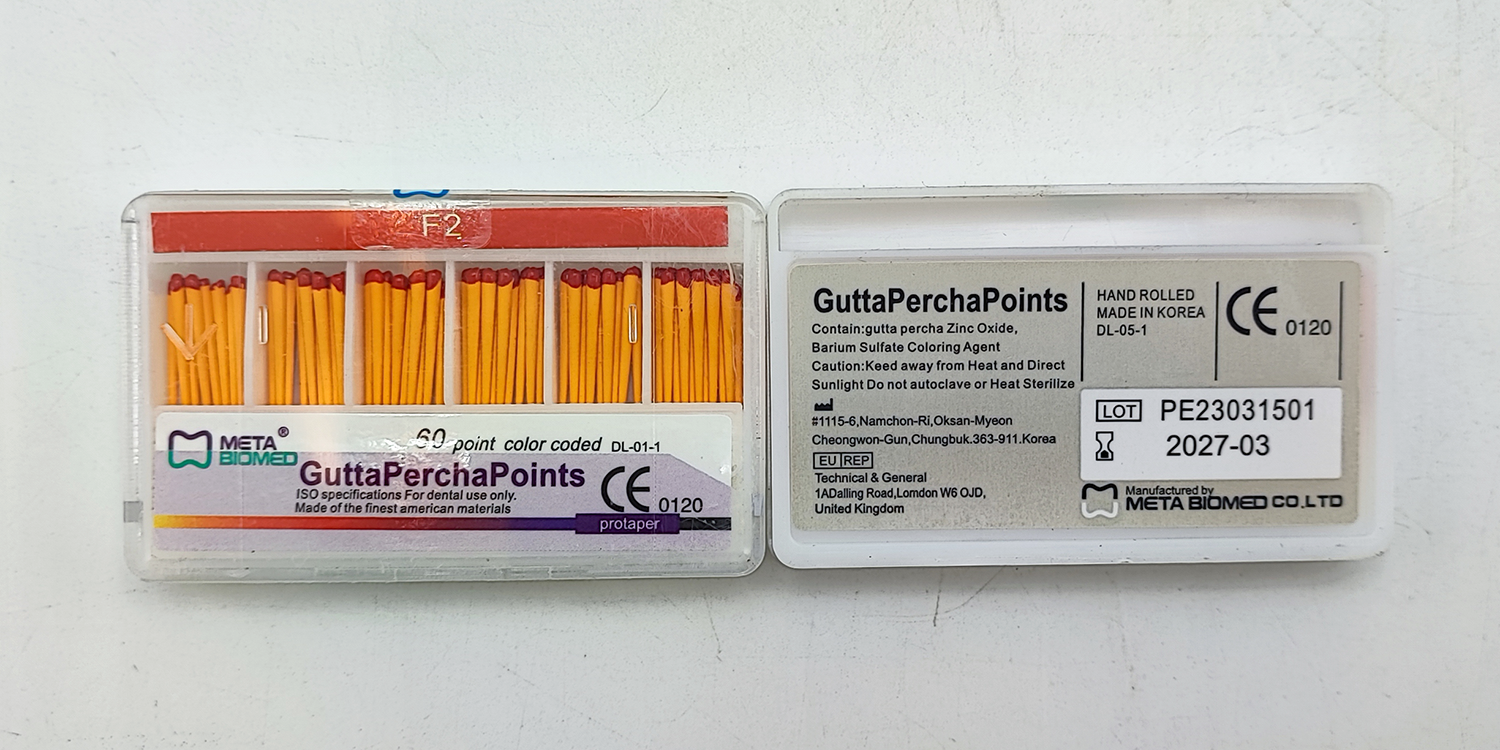 F2
META®
BIOMED
60 point color coded DL-01-1
GuttaPerchaPoints
ISO specifications For dental use only.
Made of the finest american materials
CE 0120
protaper
GuttaPerchaPoints
Contain:gutta percha Zinc Oxide,
Barium Sulfate Coloring Agent
Caution:Keed away from Heat and Direct
Sunlight Do not autoclave or Heat Sterilize
#1115-6,Namchon-Ri,Oksan-Myeon
Cheongwon-Gun,Chungbuk.363-911.Korea
EU REP
Technical & General
1ADalling Road,Lomdon W6 OJD,
United Kingdom
HAND ROLLED
MADE IN KOREA
DL-05-1
CE 0120
LOT PE23031501
2027-03
Manufactured by
META BIOMED CO.LTD